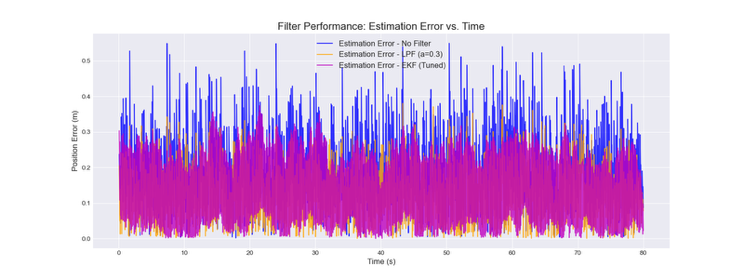 Filter Performance: Estimation Error vs. Time
Estimation Error - No Filter
Estimation Error - LPF (a=0.3)
Estimation Error - EKF (Tuned)
Position Error (m)
0.5
0.4
0.3
0.2
0.1
0.0
0 10 20 30 40 50 60 70 80
Time (s)